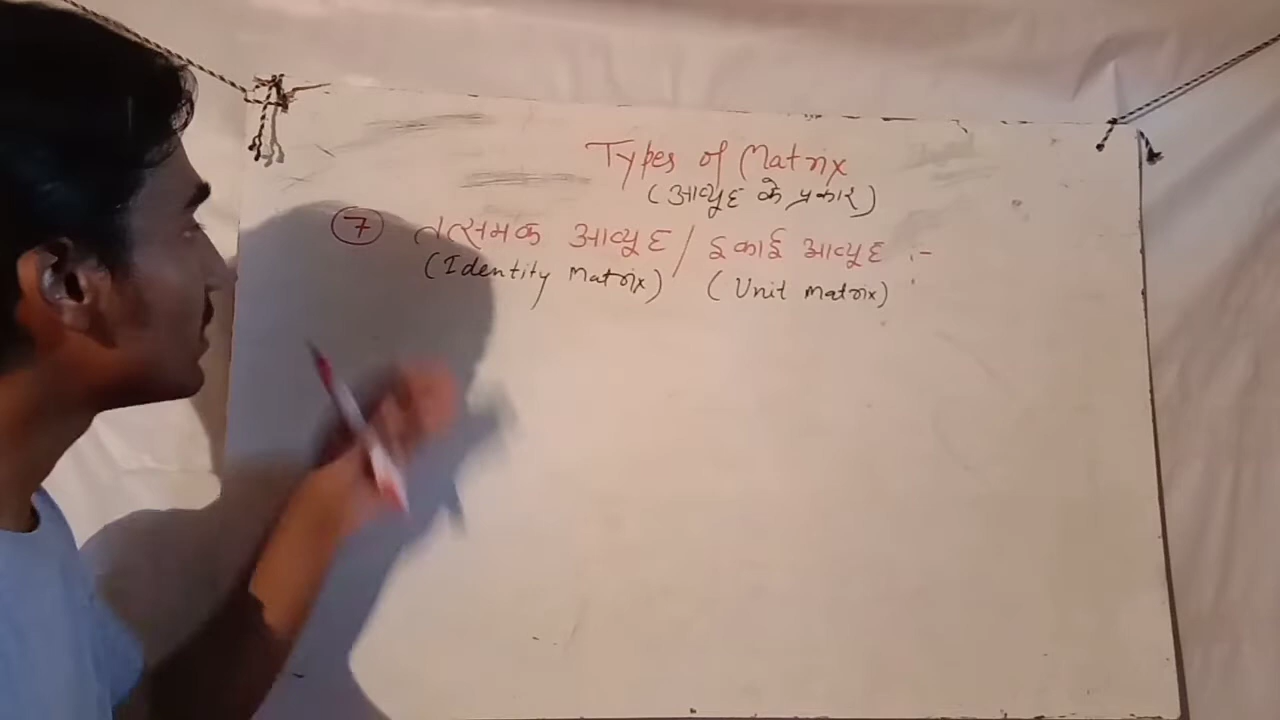 Types of Matrix
(आव्यूह के प्रकार)
7 तत्समक आव्यूह / इकाई आव्यूह :-
(Identity Matrix) (Unit matrix)